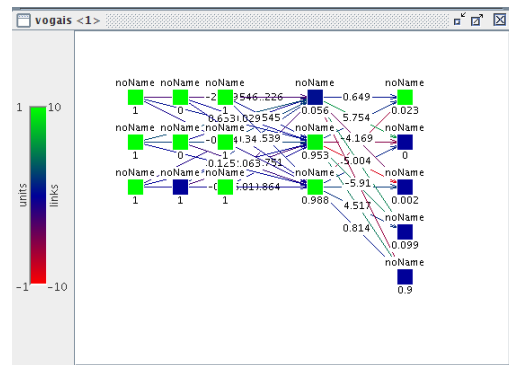 vogais <1>
noName noName noName noName noName
1 10
1 0 1 0.056 0.023
0.649
5.754
noName noName noName noName noName
-4.169
1 0 1 0.953 0
-5.004
noName noName noName noName noName
units links
-5.91
1 1 1 0.988 0.002
4.517 noName
0.814 0.099
noName
-1 -10
0.9